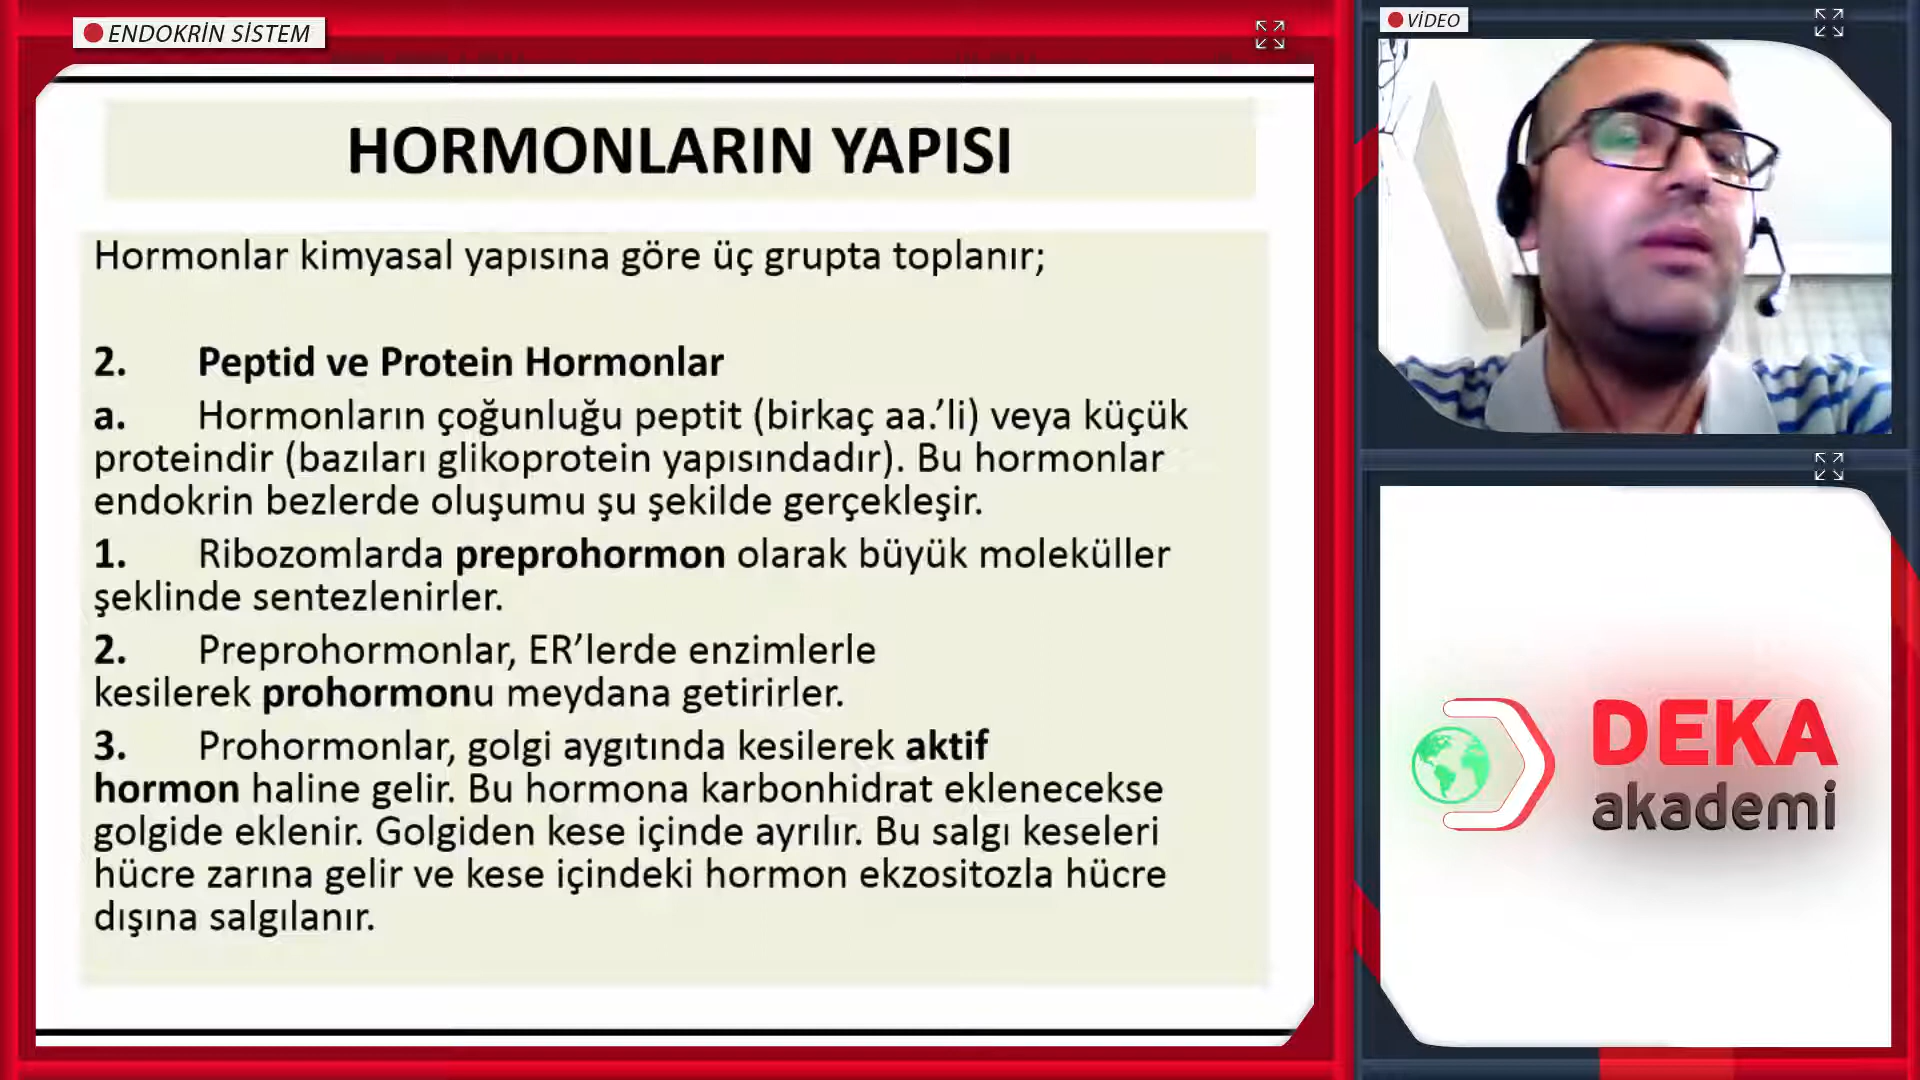 ENDOKRİN SİSTEM
VİDEO
HORMONLARIN YAPISI
Hormonlar kimyasal yapısına göre üç grupta toplanır;
2. Peptid ve Protein Hormonlar
a. Hormonların çoğunluğu peptit (birkaç aa.’li) veya küçük
proteindir (bazıları glikoprotein yapısındadır). Bu hormonlar
endokrin bezlerde oluşumu şu şekilde gerçekleşir.
1. Ribozomlarda preprohormon olarak büyük moleküller
şeklinde sentezlenirler.
2. Preprohormonlar, ER’lerde enzimlerle
kesilerek prohormonu meydana getirirler.
3. Prohormonlar, golgi aygıtında kesilerek aktif
hormon haline gelir. Bu hormona karbonhidrat eklenecekse
golgide eklenir. Golgiden kese içinde ayrılır. Bu salgı keseleri
hücre zarına gelir ve kese içindeki hormon ekzositozla hücre
dışına salgılanır.
DEKA
akademi